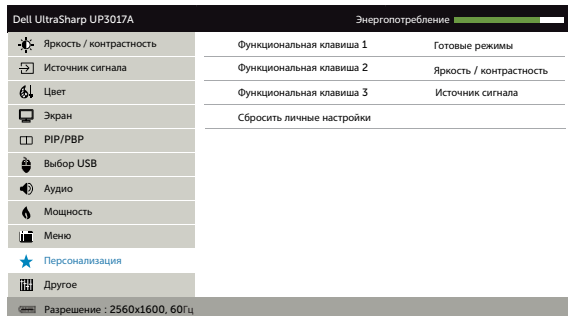 Dell UltraSharp UP3017A Энергопотребление
Яркость / контрастность Функциональная клавиша 1 Готовые режимы
Источник сигнала Функциональная клавиша 2 Яркость / контрастность
Цвет Функциональная клавиша 3 Источник сигнала
Экран Сбросить личные настройки
PIP/PBP
Выбор USB
Аудио
Мощность
Меню
Персонализация
Другое
Разрешение : 2560x1600, 60Гц